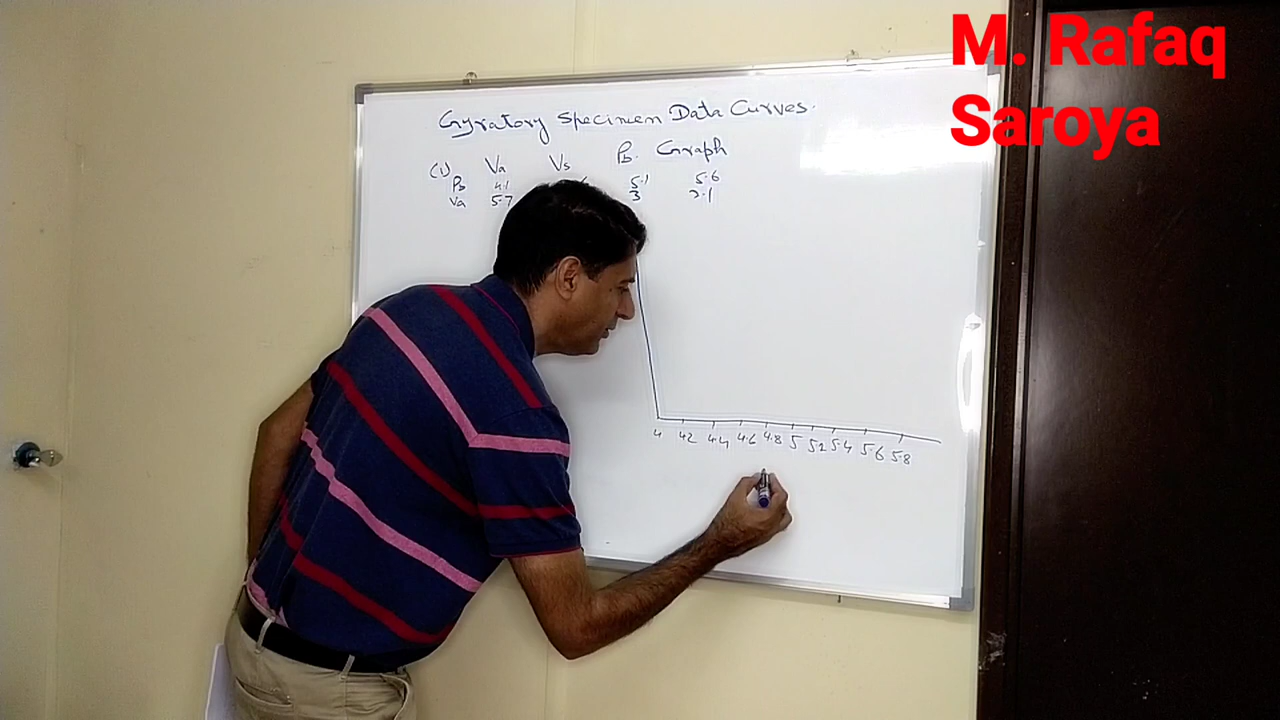 M. Rafaq
Saroya
Gyratory Specimen Data Curves.
(1) Va Vs Pb. Graph
Pb 4.1 5.1 5.6
Va 5.7 3 2.1
4 4.2 4.4 4.6 4.8 5 5.2 5.4 5.6 5.8